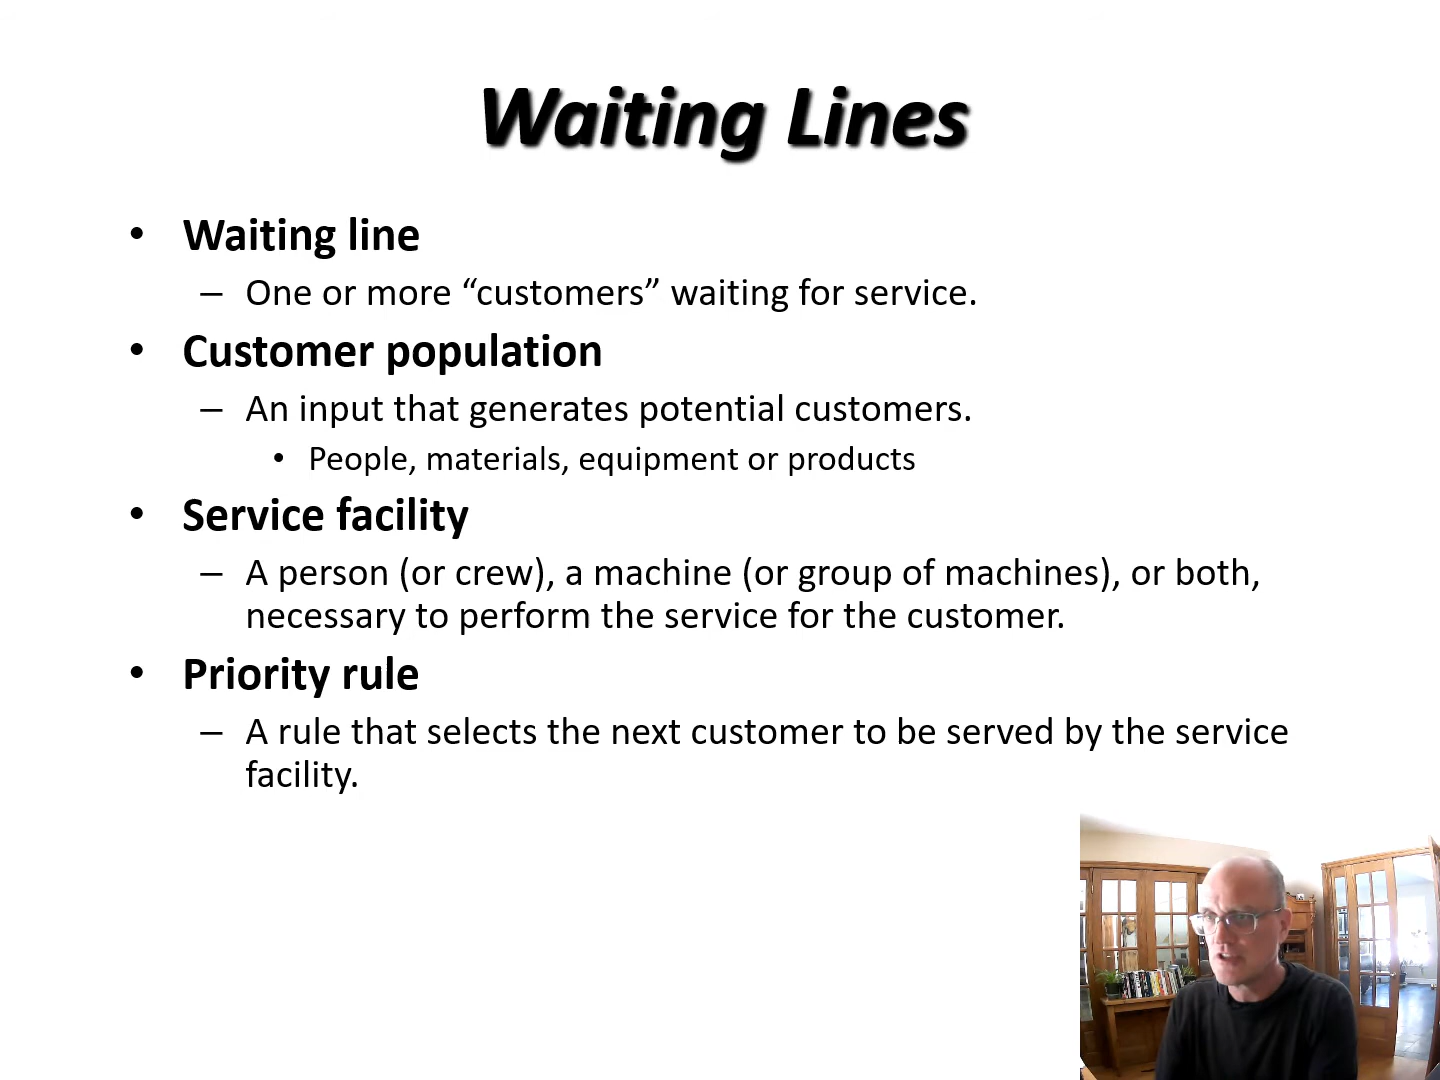 Waiting Lines
• Waiting line
– One or more “customers” waiting for service.
• Customer population
– An input that generates potential customers.
• People, materials, equipment or products
• Service facility
– A person (or crew), a machine (or group of machines), or both,
necessary to perform the service for the customer.
• Priority rule
– A rule that selects the next customer to be served by the service
facility.